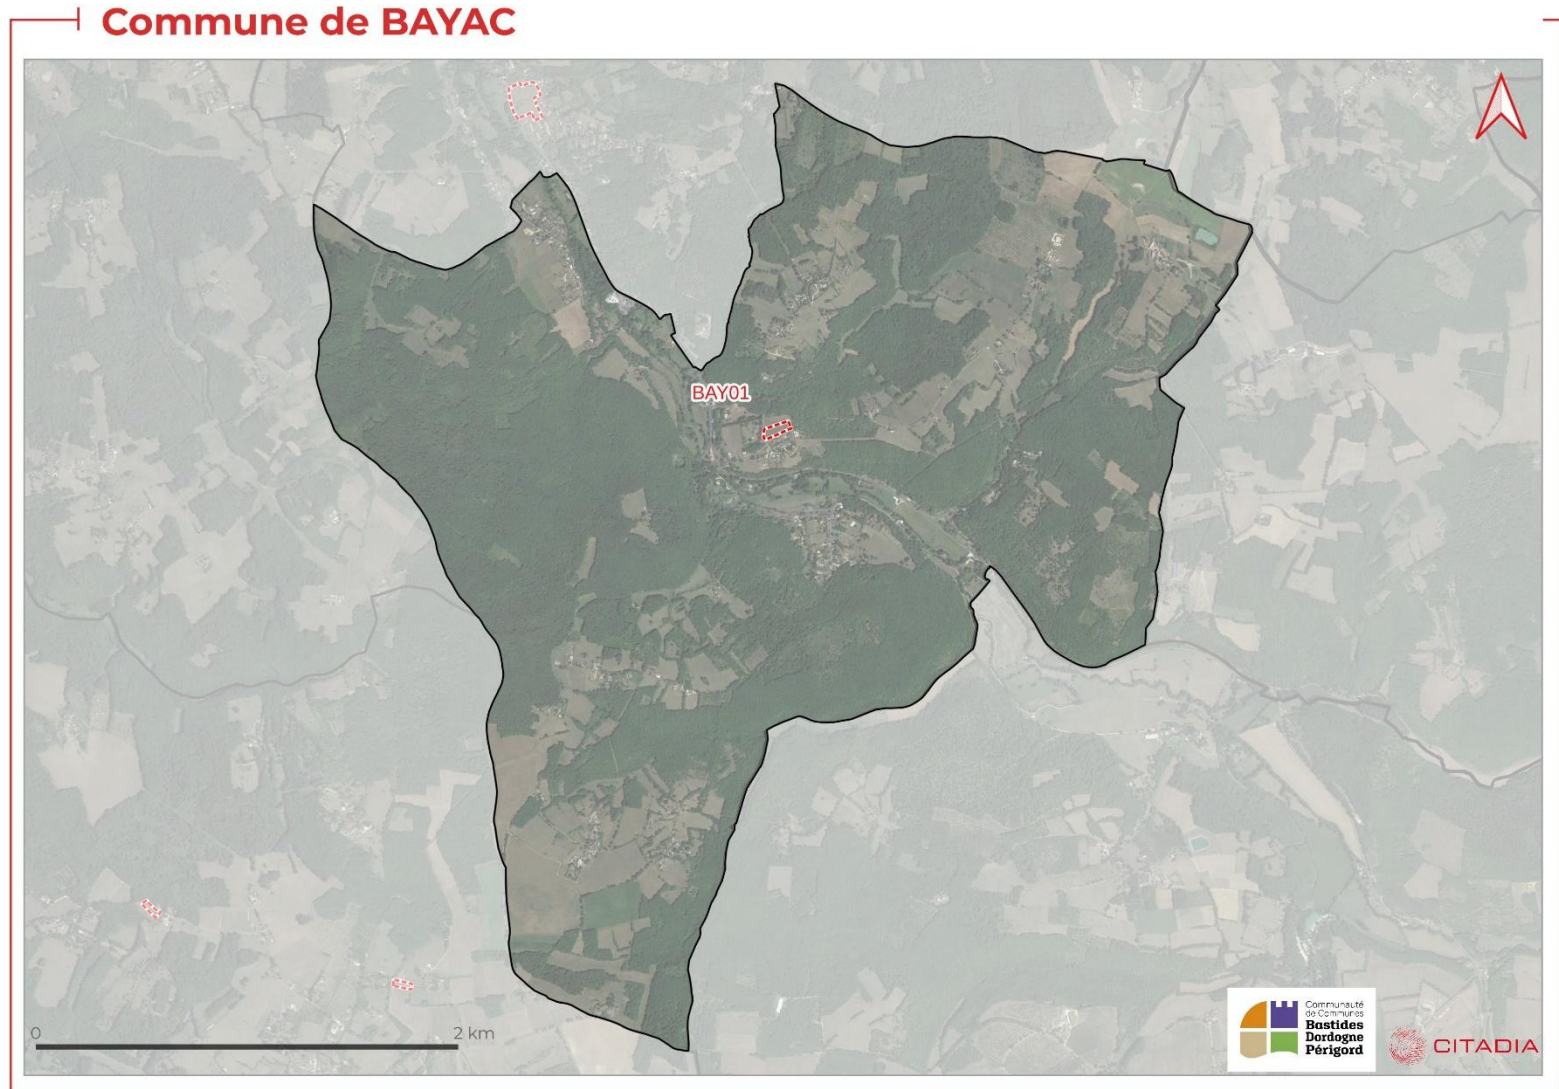 Commune de BAYAC
BAY01
0
2 km
Communauté
de Communes
Bastides
Dordogne
Périgord
CITADIA